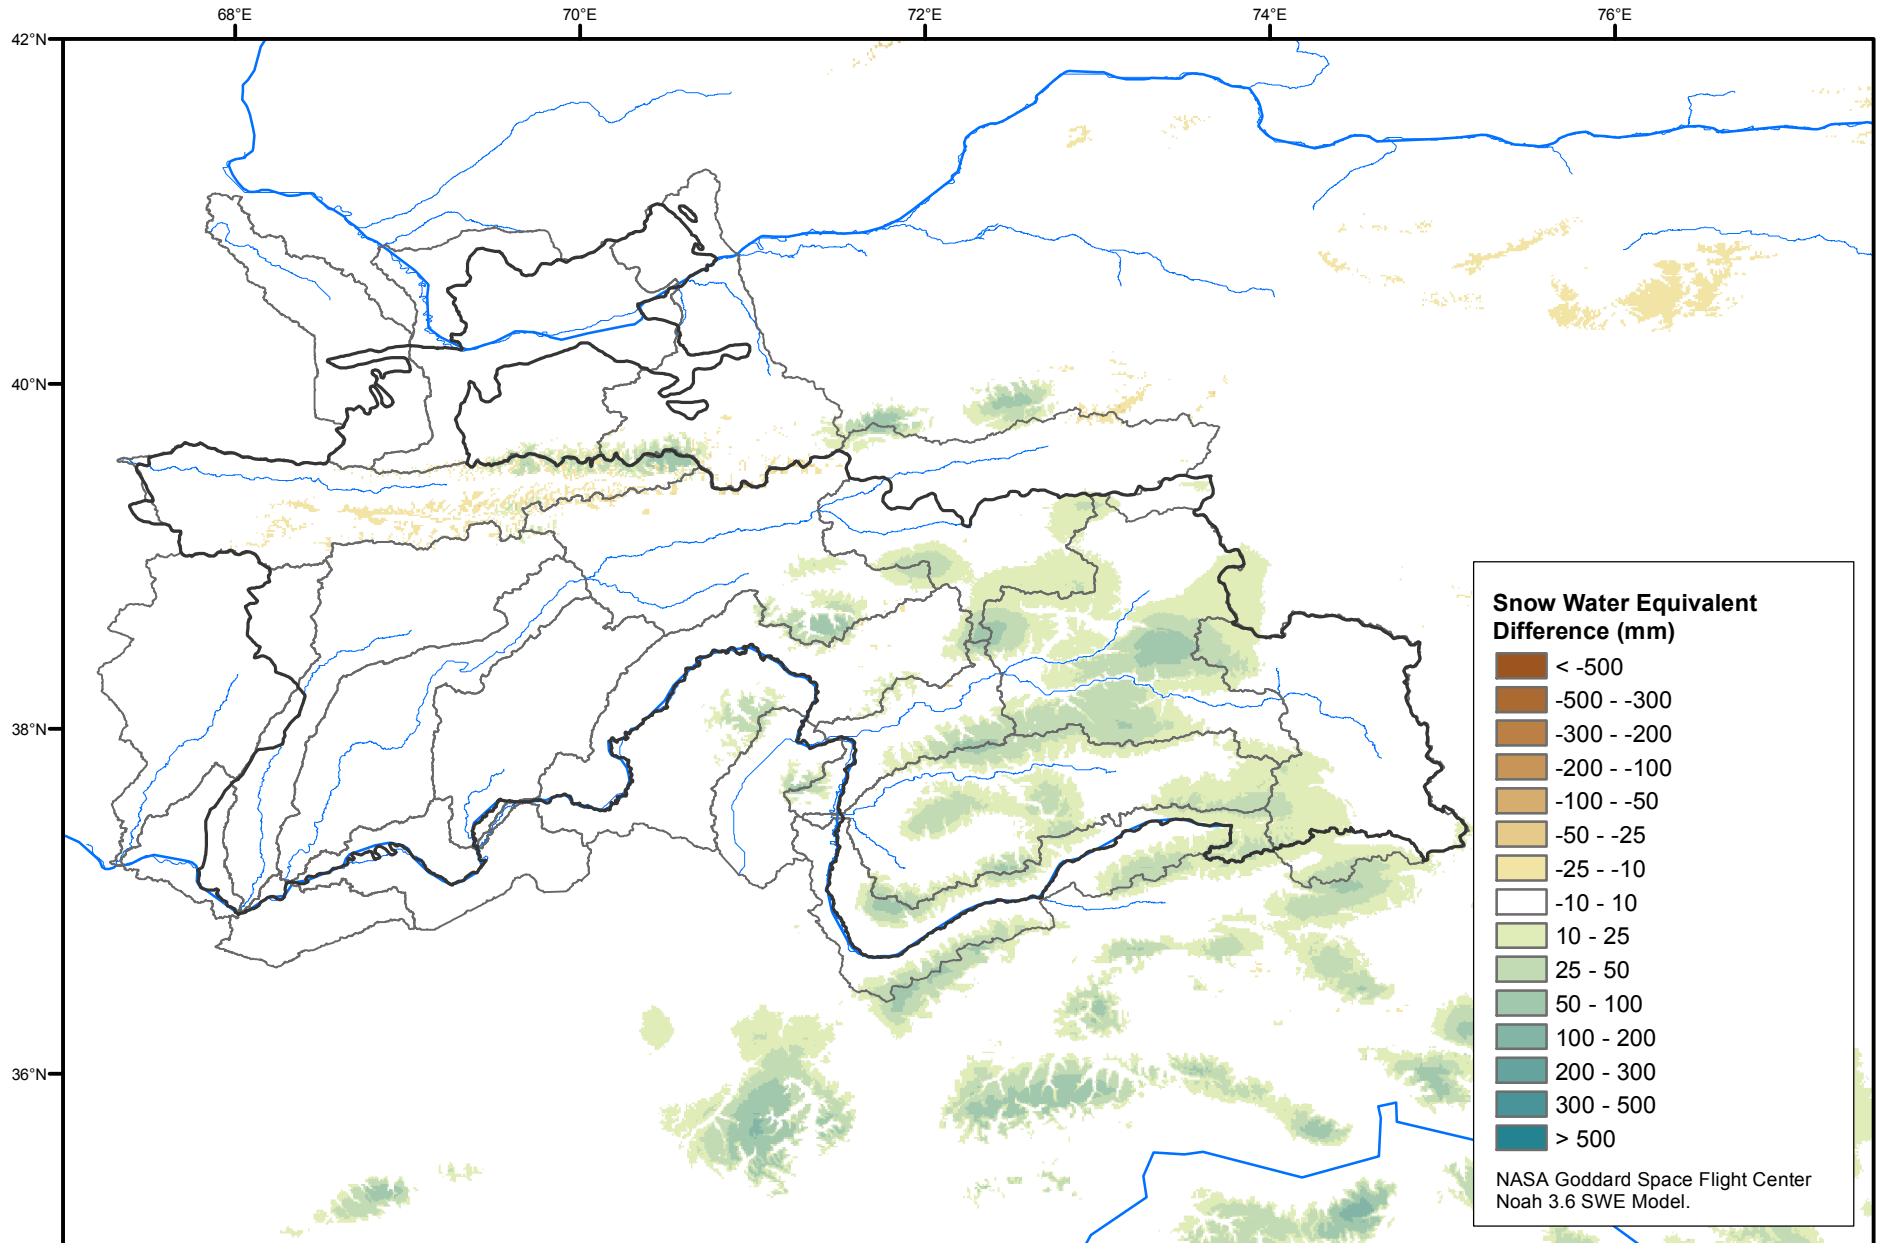 68°E
70°E
72°E
74°E
76°E
42°N
40°N
38°N
36°N
Snow Water Equivalent
Difference (mm)
< -500
-500 - -300
-300 - -200
-200 - -100
-100 - -50
-50 - -25
-25 - -10
-10 - 10
10 - 25
25 - 50
50 - 100
100 - 200
200 - 300
300 - 500
> 500
NASA Goddard Space Flight Center
Noah 3.6 SWE Model.